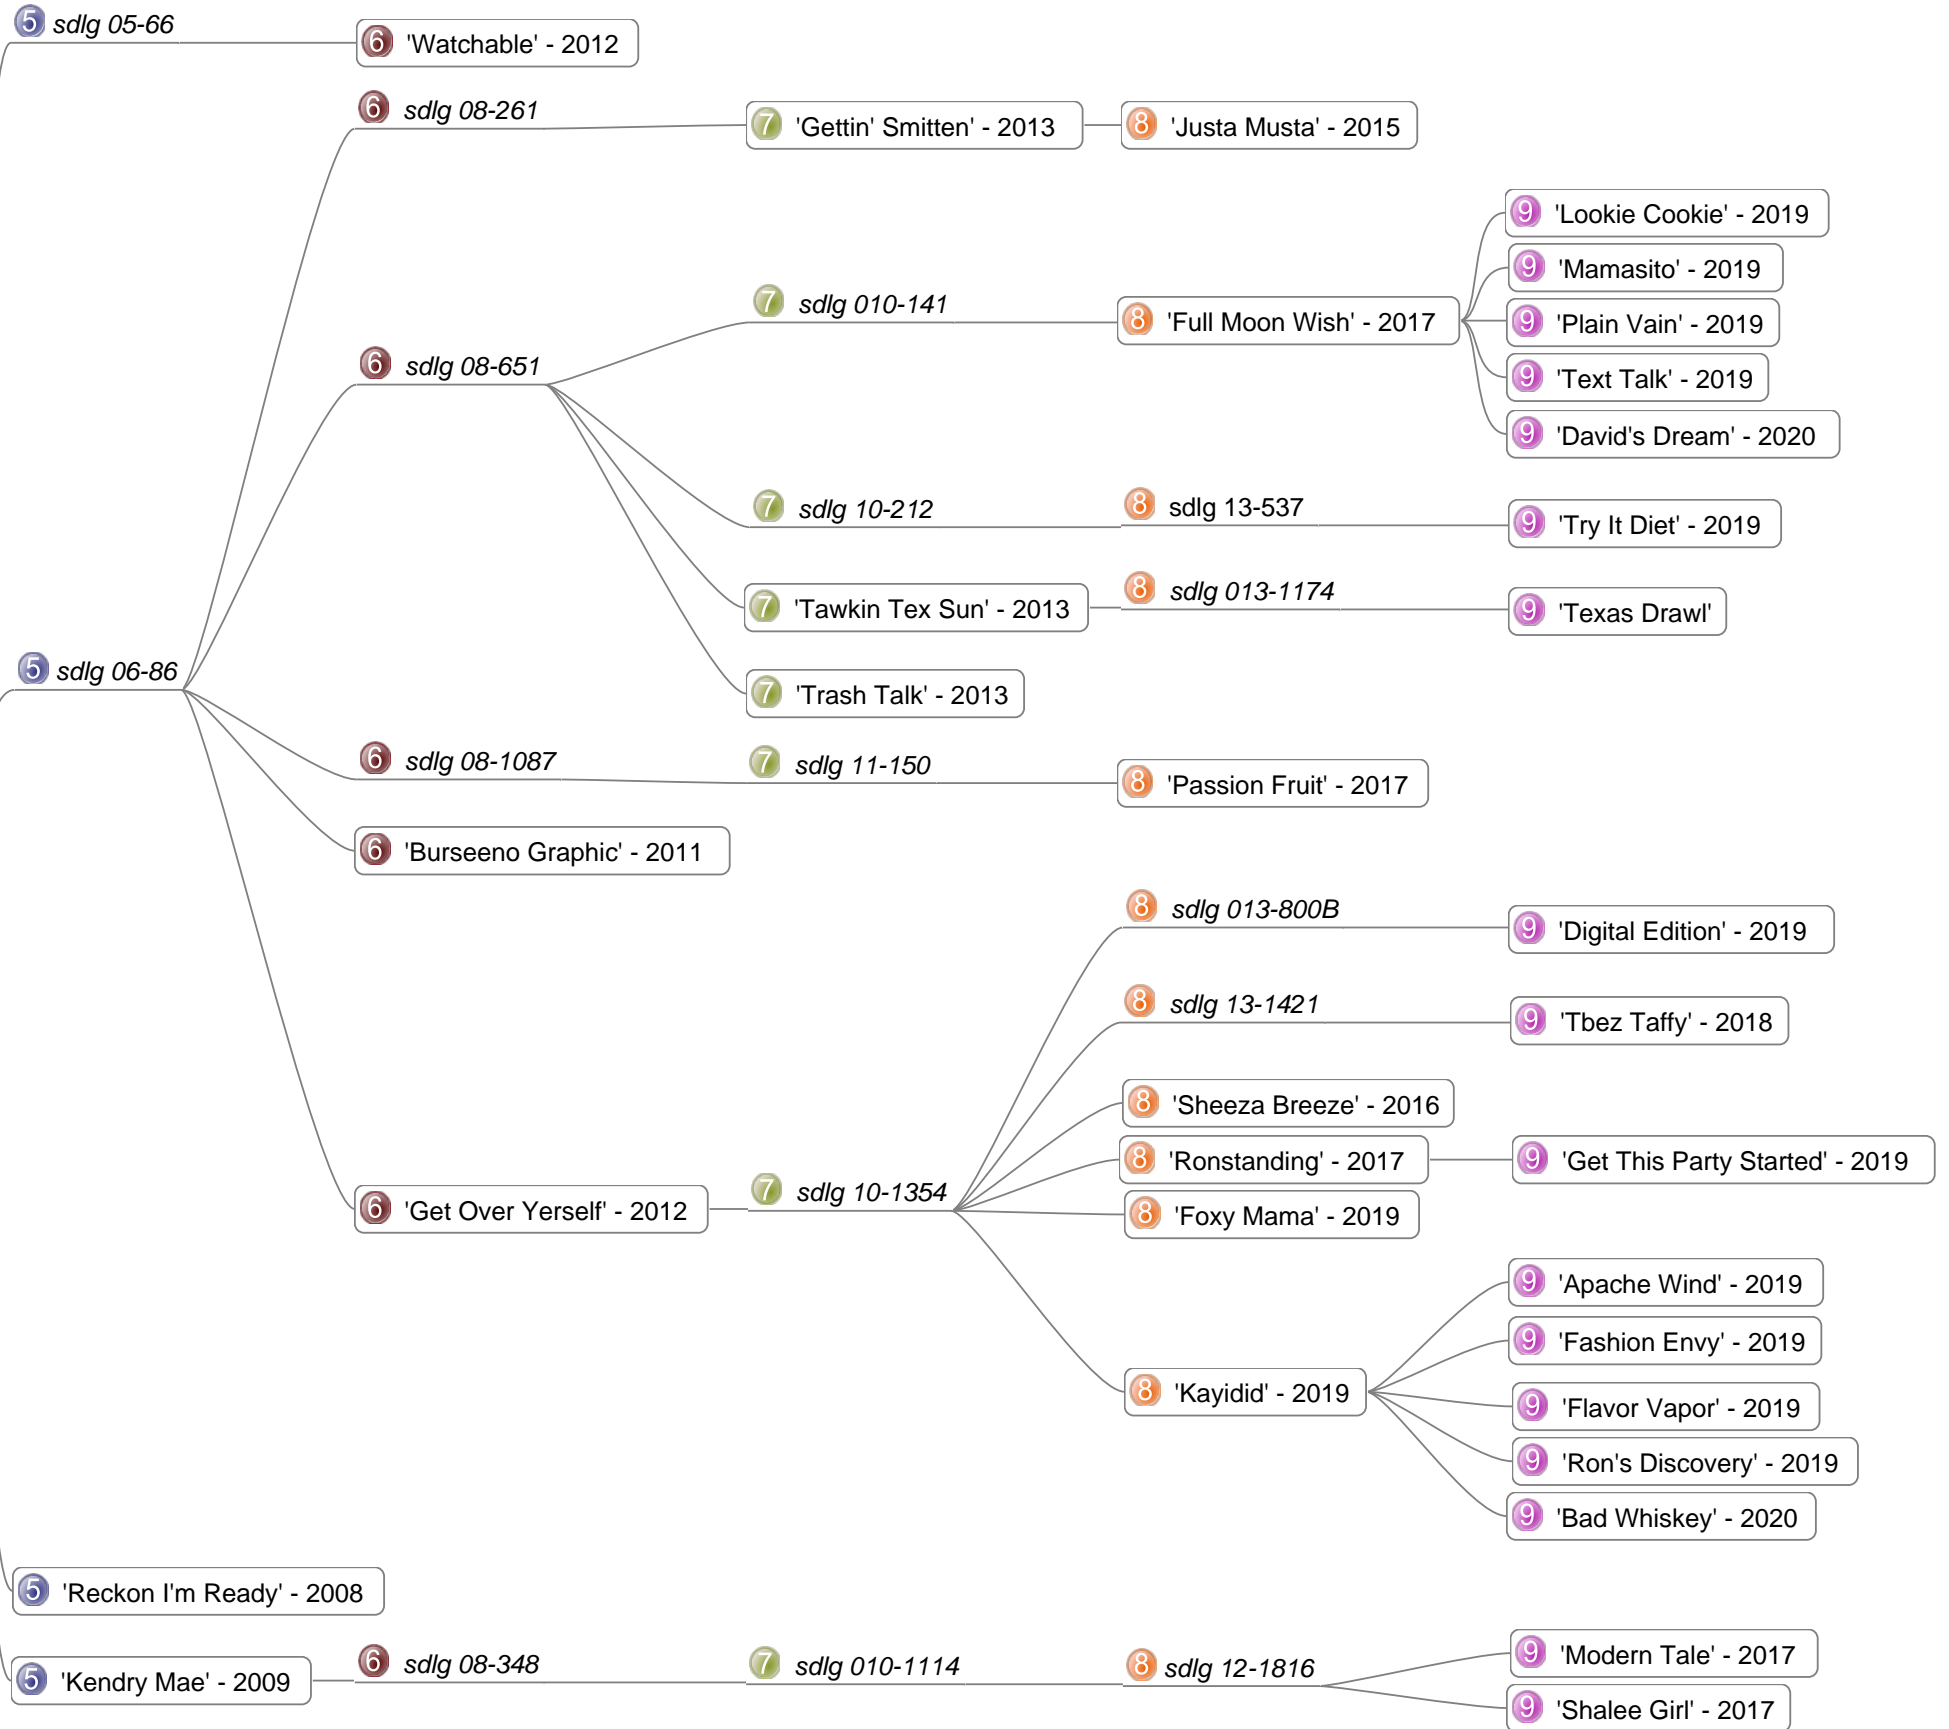 5 sdlg 05-66
6 'Watchable' - 2012
6 sdlg 08-261
7 'Gettin' Smitten' - 2013
8 'Justa Musta' - 2015
9 'Lookie Cookie' - 2019
9 'Mamasito' - 2019
7 sdlg 010-141
8 'Full Moon Wish' - 2017
9 'Plain Vain' - 2019
6 sdlg 08-651
9 'Text Talk' - 2019
9 'David's Dream' - 2020
7 sdlg 10-212
8 sdlg 13-537
9 'Try It Diet' - 2019
7 'Tawkin Tex Sun' - 2013
8 sdlg 013-1174
9 'Texas Drawl'
5 sdlg 06-86
7 'Trash Talk' - 2013
6 sdlg 08-1087
7 sdlg 11-150
8 'Passion Fruit' - 2017
6 'Burseeno Graphic' - 2011
8 sdlg 013-800B
9 'Digital Edition' - 2019
8 sdlg 13-1421
9 'Tbez Taffy' - 2018
8 'Sheeza Breeze' - 2016
8 'Ronstanding' - 2017
9 'Get This Party Started' - 2019
6 'Get Over Yerself' - 2012
7 sdlg 10-1354
8 'Foxy Mama' - 2019
9 'Apache Wind' - 2019
9 'Fashion Envy' - 2019
8 'Kayidid' - 2019
9 'Flavor Vapor' - 2019
9 'Ron's Discovery' - 2019
9 'Bad Whiskey' - 2020
5 'Reckon I'm Ready' - 2008
5 'Kendry Mae' - 2009
6 sdlg 08-348
7 sdlg 010-1114
8 sdlg 12-1816
9 'Modern Tale' - 2017
9 'Shalee Girl' - 2017